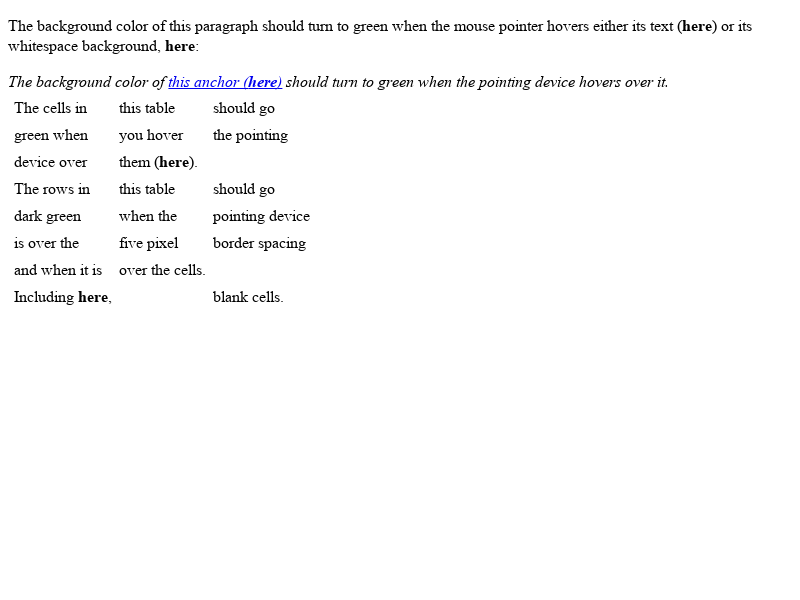 The background color of this paragraph should turn to green when the mouse pointer hovers either its text (here) or its
whitespace background, here:
The background color of this anchor (here) should turn to green when the pointing device hovers over it.
The cells in this table should go
green when you hover the pointing
device over them (here).
The rows in this table should go
dark green when the pointing device
is over the five pixel border spacing
and when it is over the cells.
Including here, blank cells.